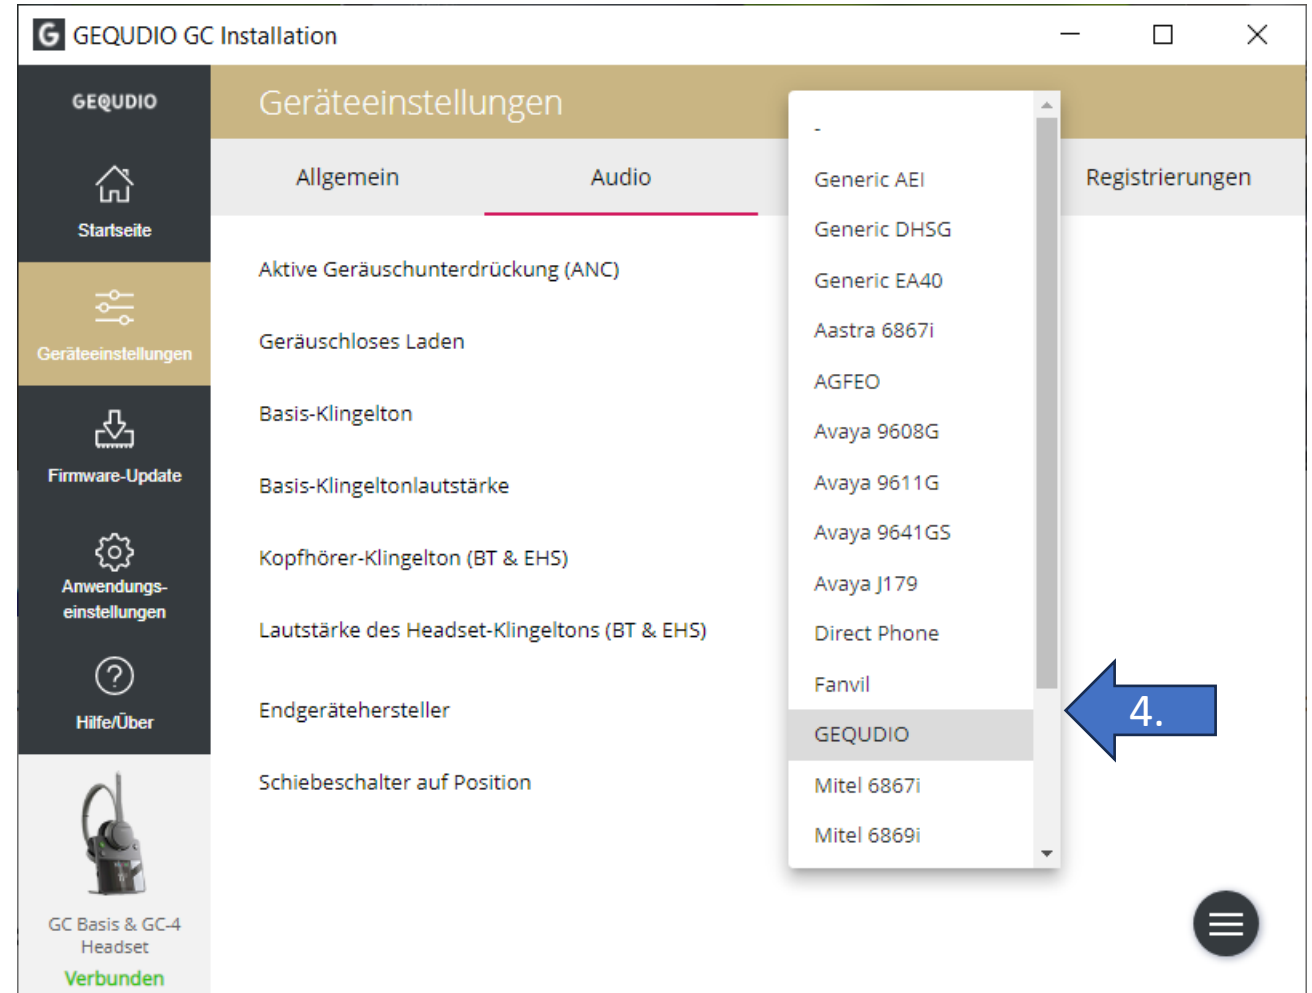 G GEQUDIO GC Installation
GEQUDIO
Geräteeinstellungen
Allgemein
Audio
Registrierungen
Startseite
Geräteeinstellungen
Firmware-Update
Anwendungs-
einstellungen
Hilfe/Über
GC Basis & GC-4
Headset
Verbunden
Aktive Geräuschunterdrückung (ANC)
Geräuschloses Laden
Basis-Klingelton
Basis-Klingeltonlautstärke
Kopfhörer-Klingelton (BT & EHS)
Lautstärke des Headset-Klingeltons (BT & EHS)
Endgerätehersteller
Schiebeschalter auf Position
-
Generic AEI
Generic DHSG
Generic EA40
Aastra 6867i
AGFEO
Avaya 9608G
Avaya 9611G
Avaya 9641GS
Avaya J179
Direct Phone
Fanvil
GEQUDIO
Mitel 6867i
Mitel 6869i
4.